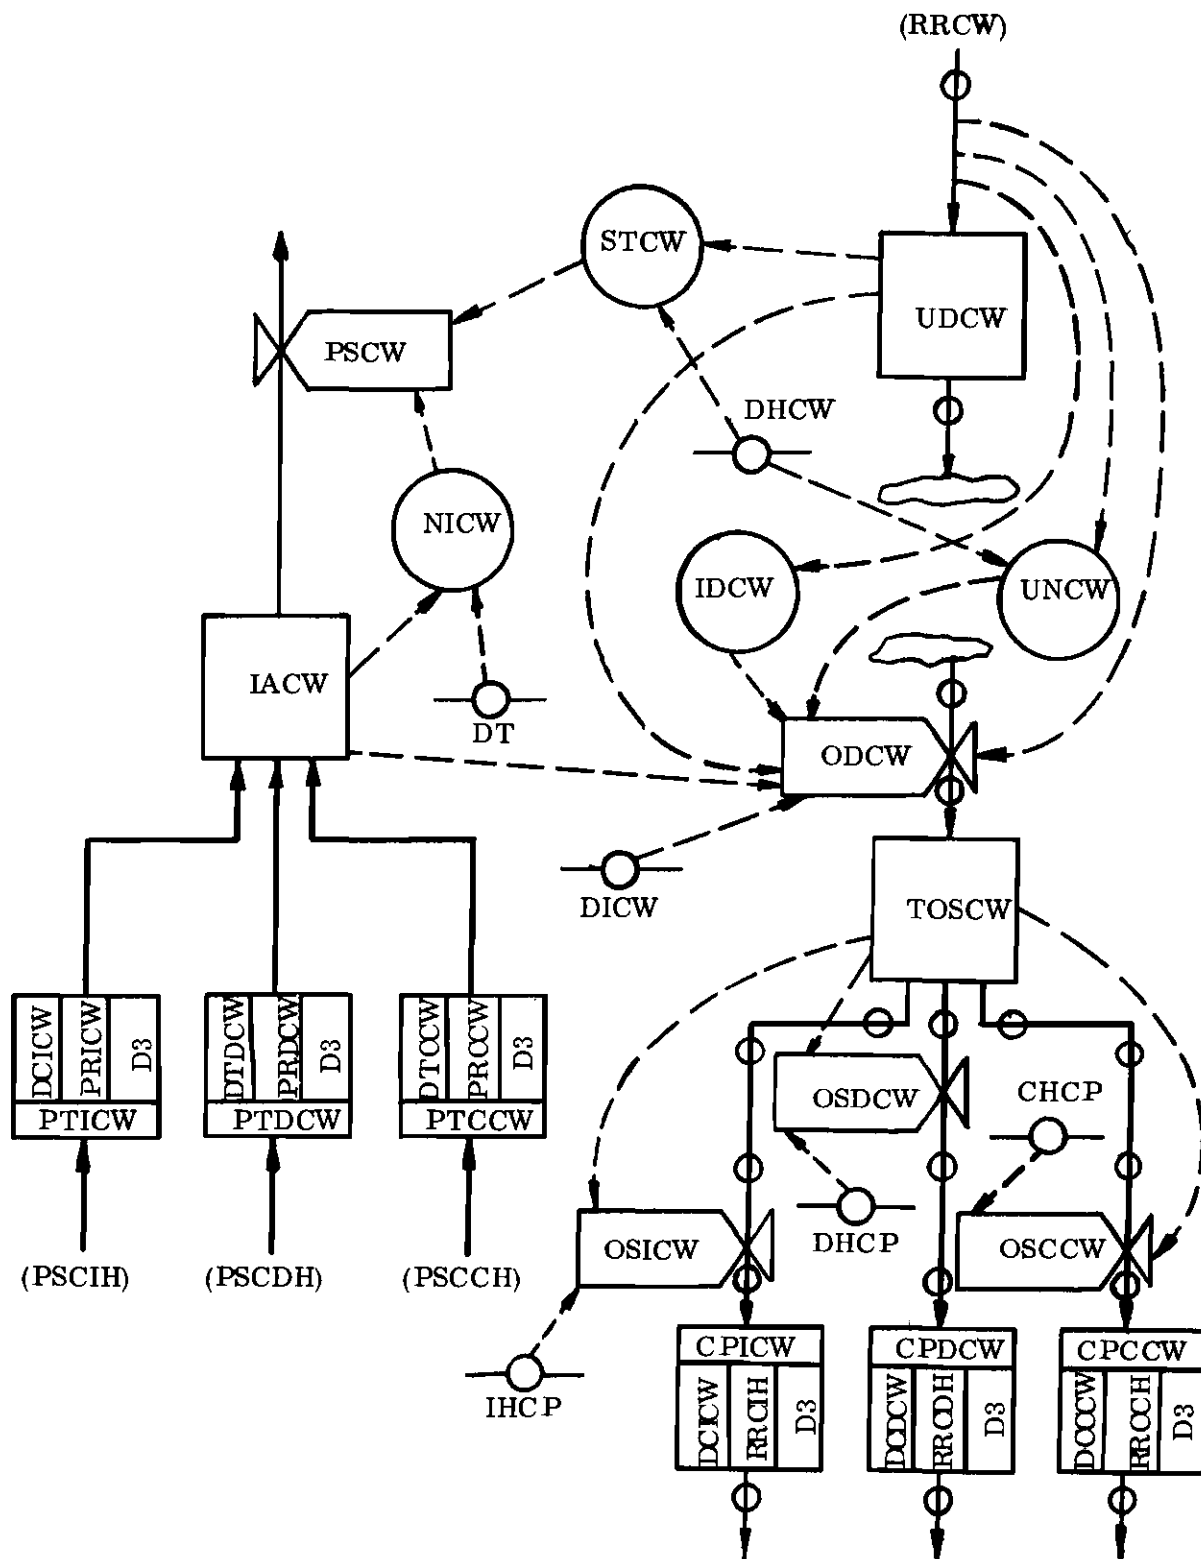 (RRCW)
STCW
UDCW
PSCW
DHCW
NICW
IDCW
UNCW
IACW
DT
ODCW
DICW
TOSCW
DCICW
PRICW
D3
PTICW
DTDCW
PRDCW
D3
PTDCW
DTCCW
PRCCW
D3
PTCCW
OSDCW
CHCP
(PSCIH)
(PSCDH)
(PSCCH)
OSICW
DHCP
OSCCW
IHCP
CPICW
DCICW
RRCIH
D3
CPDCW
DCDCW
RRCDH
D3
CPCCW
DCCCW
RRCCH
D3